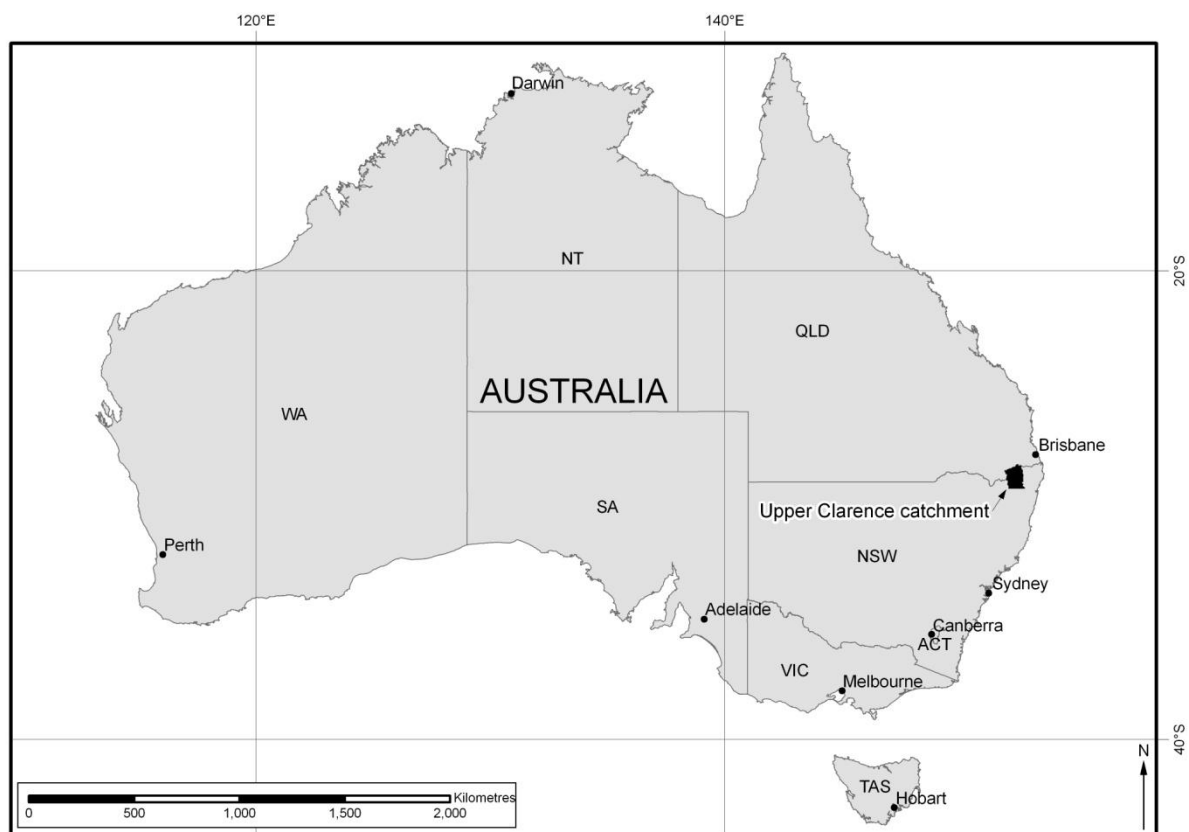 120°E
140°E
Darwin
NT
20°S
QLD
AUSTRALIA
WA
Brisbane
Upper Clarence catchment
SA
NSW
Perth
Sydney
Adelaide
Canberra
ACT
VIC
Melbourne
40°S
N
TAS
Hobart
Kilometres
0 500 1,000 1,500 2,000